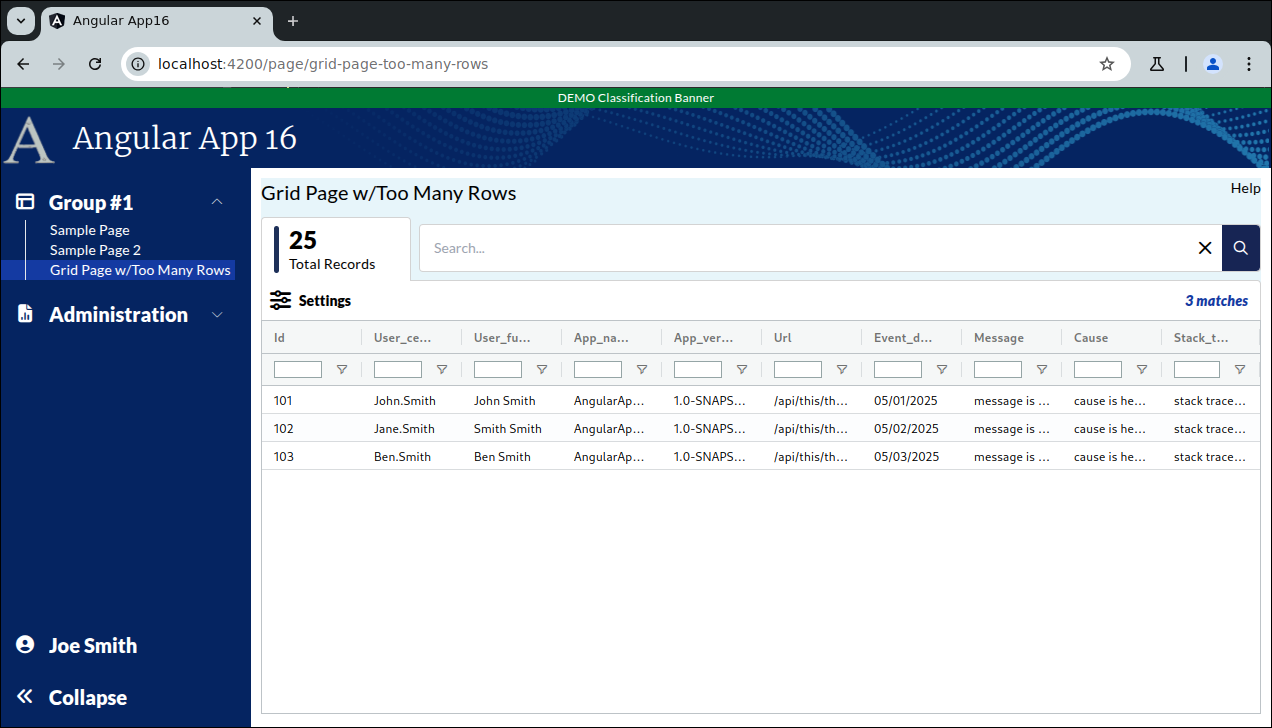 Angular App16
localhost:4200/page/grid-page-too-many-rows
DEMO Classification Banner
A Angular App 16
Group #1
Sample Page
Sample Page 2
Grid Page w/Too Many Rows
Administration
Joe Smith
Collapse
Grid Page w/Too Many Rows Help
25
Total Records
Search...
Settings 3 matches
Id User_ce... User_fu... App_na... App_ver... Url Event_d... Message Cause Stack_t...
101 John.Smith John Smith AngularAp... 1.0-SNAPS... /api/this/th... 05/01/2025 message is ... cause is he... stack trace...
102 Jane.Smith Smith Smith AngularAp... 1.0-SNAPS... /api/this/th... 05/02/2025 message is ... cause is he... stack trace...
103 Ben.Smith Ben Smith AngularAp... 1.0-SNAPS... /api/this/th... 05/03/2025 message is ... cause is he... stack trace...